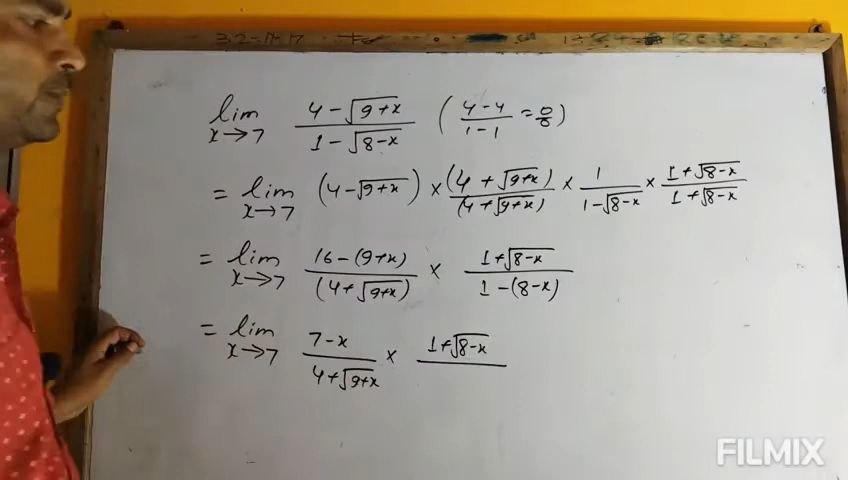 lim x→7 (4-√(9+x))/(1-√(8-x)) ((4-4)/(1-1) = 0/0)
= lim x→7 (4-√(9+x)) × (4+√(9+x))/(4+√(9+x)) × 1/(1-√(8-x)) × (1+√(8-x))/(1+√(8-x))
= lim x→7 (16-(9+x))/(4+√(9+x)) × (1+√(8-x))/(1-(8-x))
= lim x→7 (7-x)/(4+√(9+x)) × (1+√(8-x))/
FILMIX